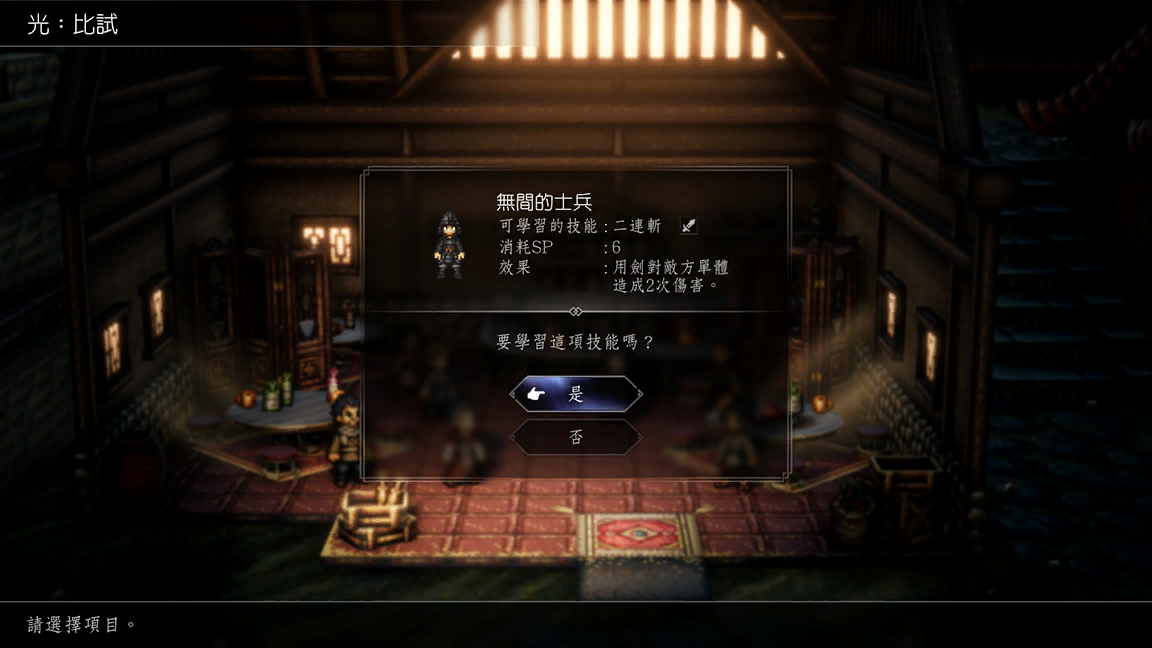 光：比試
無間的士兵
可學習的技能：二連斬
消耗SP：6
效果：用劍對敵方單體
造成2次傷害。
要學習這項技能嗎？
是
否
請選擇項目。